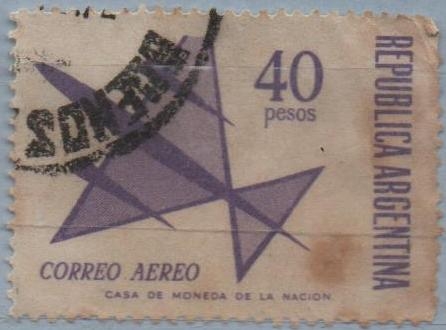 40
pesos
REPUBLICA ARGENTINA
CORREO AEREO
CASA DE MONEDA DE LA NACION